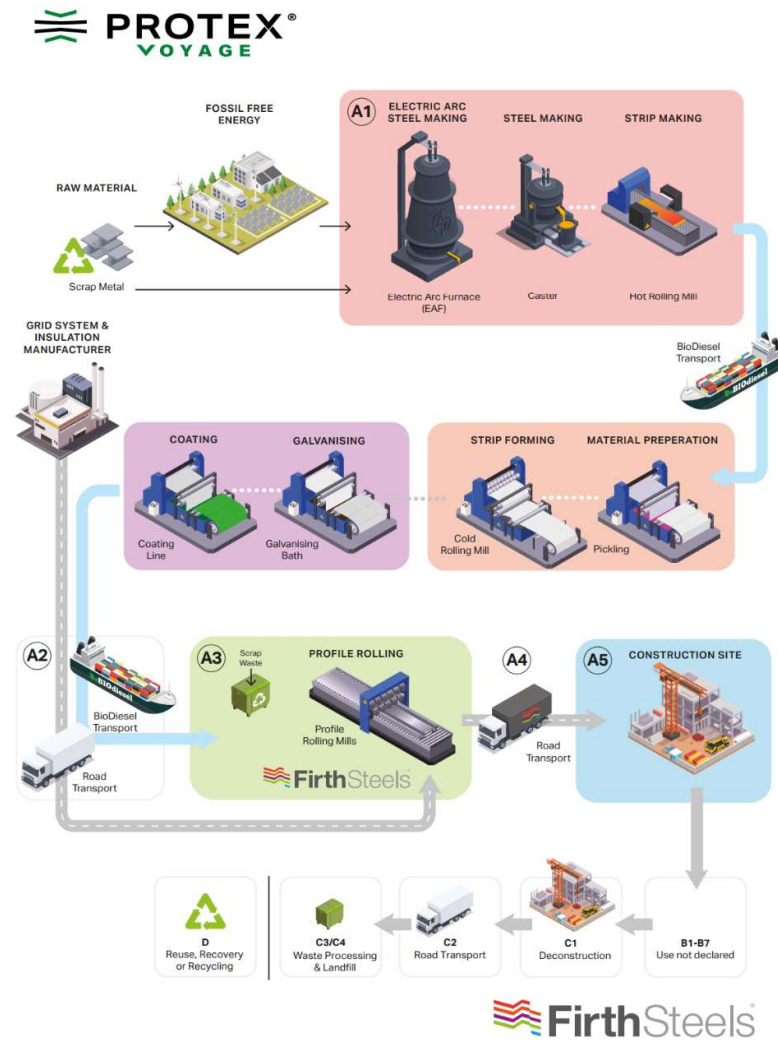 PROTEX®
VOYAGE
FOSSIL FREE
ENERGY
RAW MATERIAL
Scrap Metal
A1
ELECTRIC ARC
STEEL MAKING
STEEL MAKING
STRIP MAKING
Electric Arc Furnace
(EAF)
Caster
Hot Rolling Mill
GRID SYSTEM &
INSULATION
MANUFACTURER
BioDiesel
Transport
BIOdiesel
COATING
GALVANISING
STRIP FORMING
MATERIAL PREPERATION
Coating
Line
Galvanising
Bath
Cold
Rolling Mill
Pickling
A2
BIOdiesel
BioDiesel
Transport
Road
Transport
A3
Scrap
Waste
PROFILE ROLLING
Profile
Rolling Mills
FirthSteels
A4
Road
Transport
A5
CONSTRUCTION SITE
D
Reuse, Recovery
or Recycling
C3/C4
Waste Processing
& Landfill
C2
Road Transport
C1
Deconstruction
B1-B7
Use not declared
FirthSteels